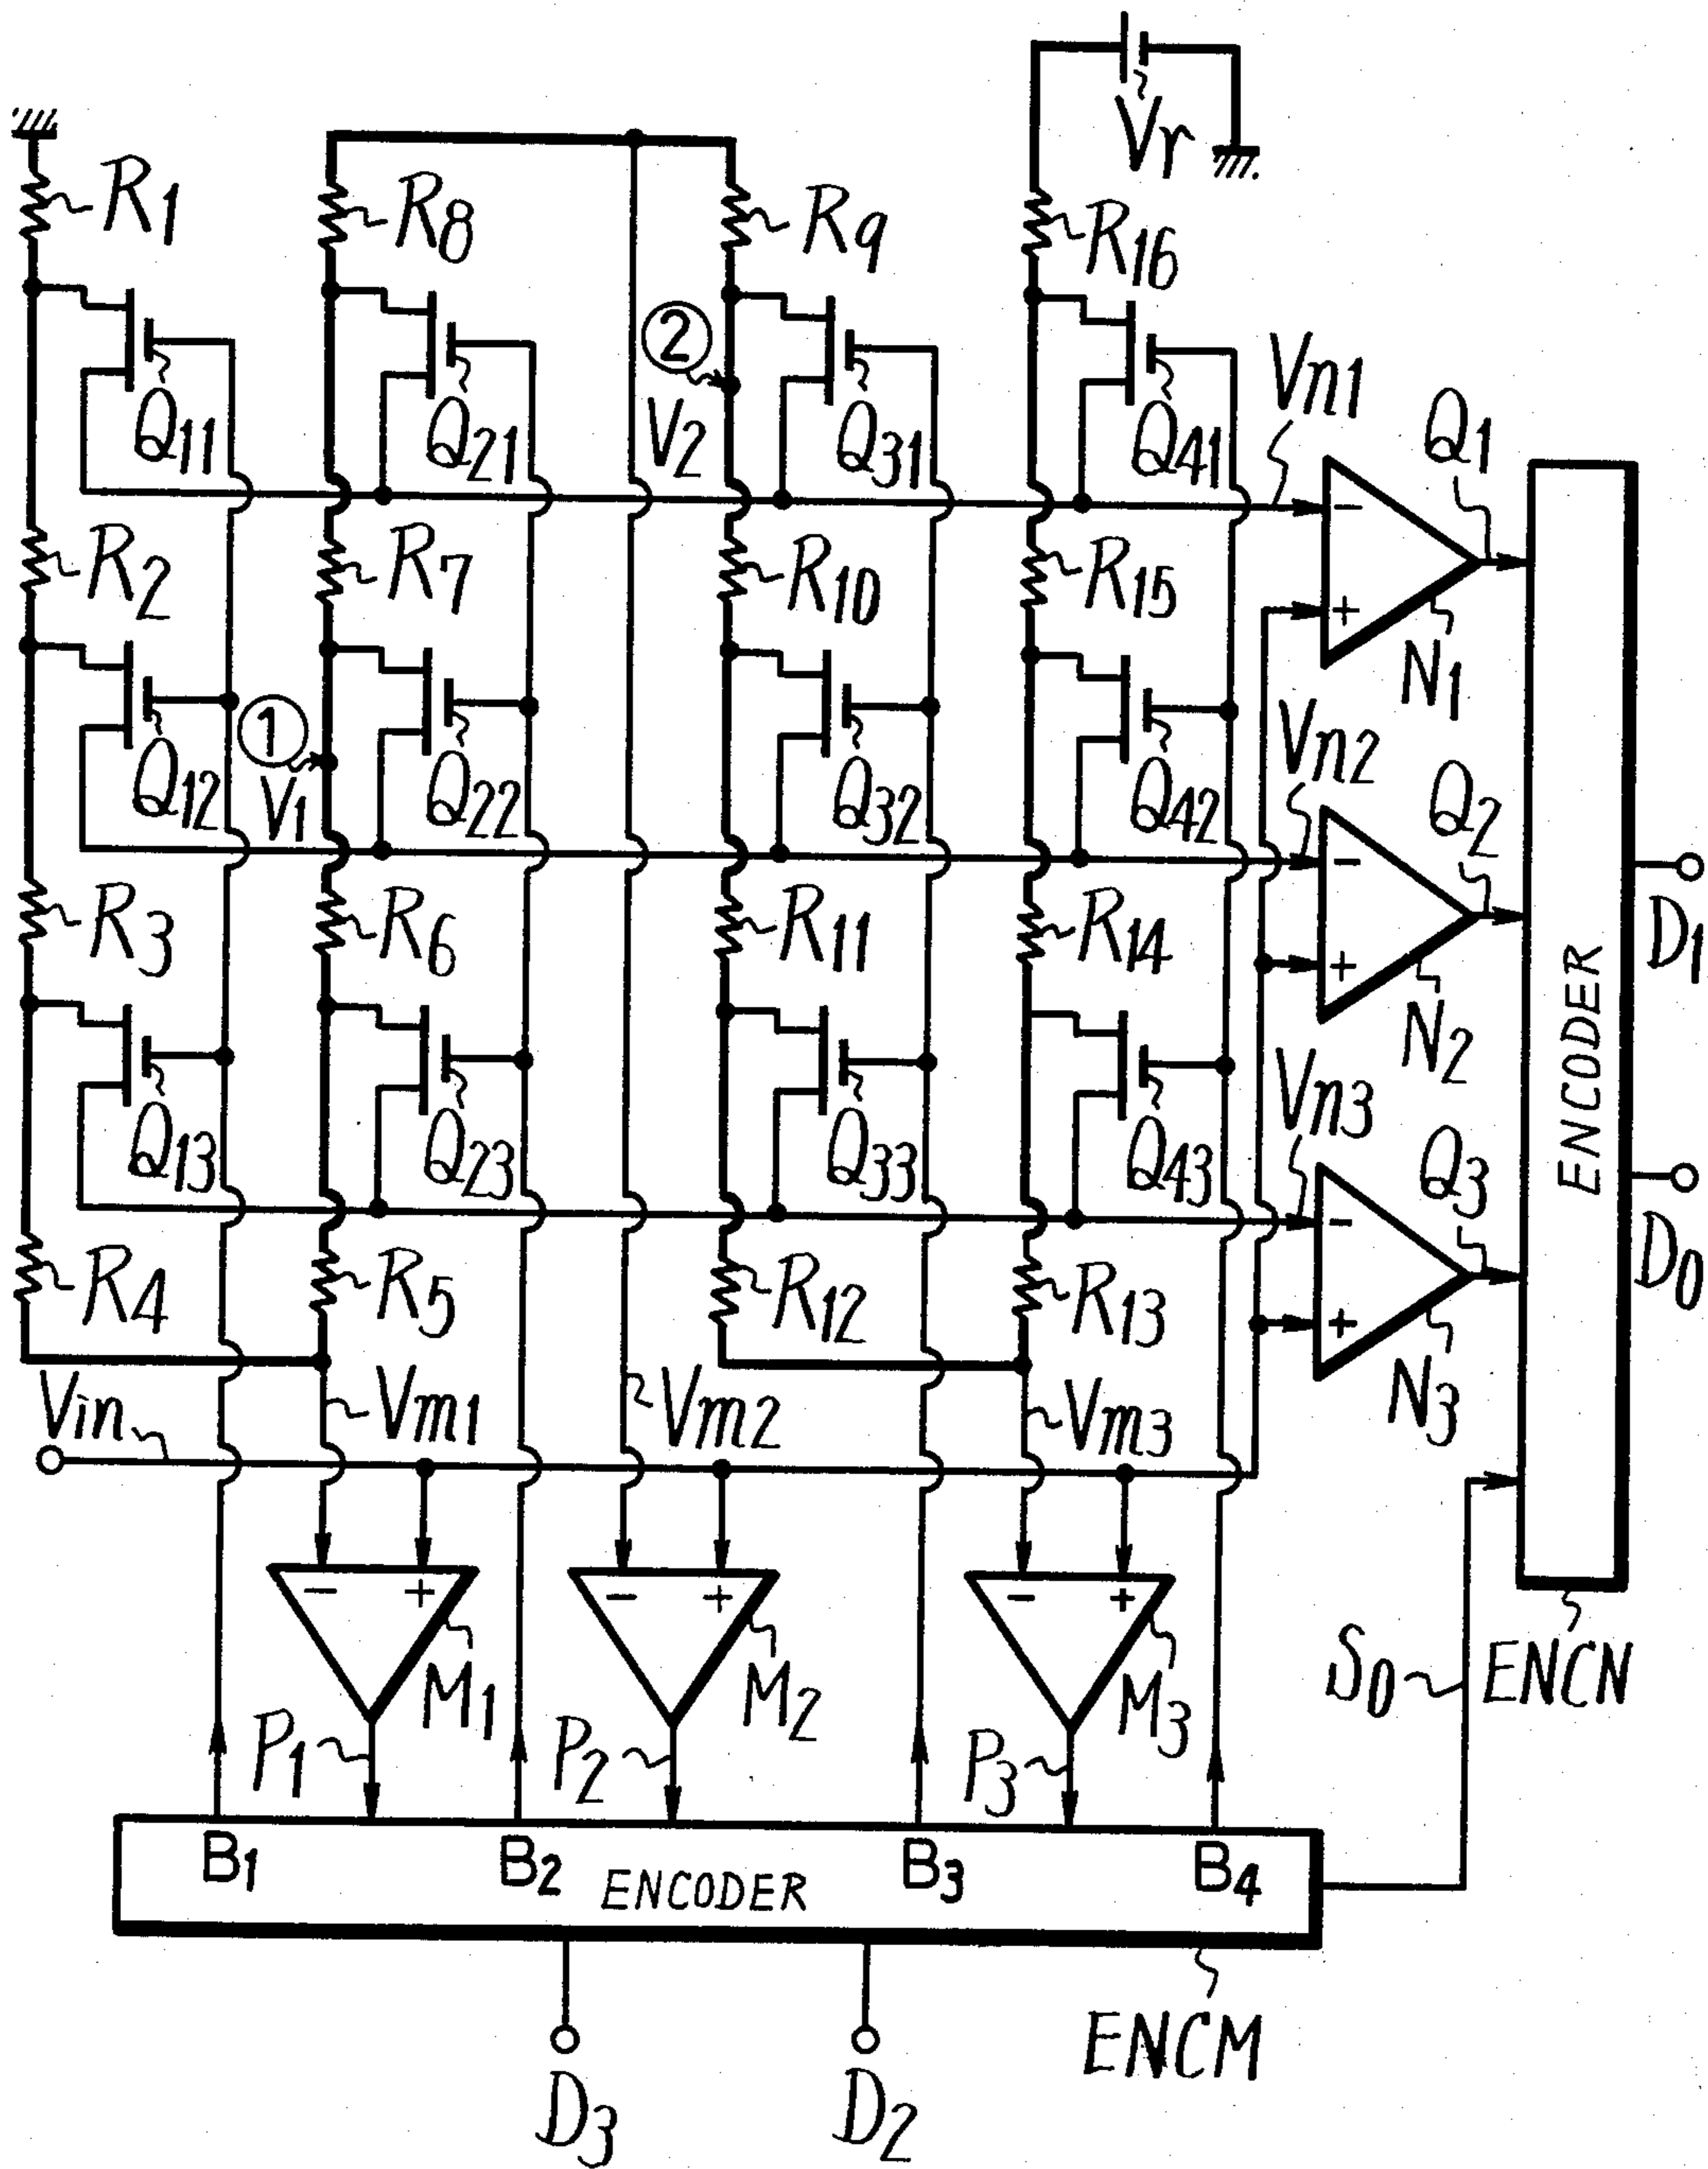 Vr
R1
R8
R9
R16
Q11
Q21
2
V2
Q31
Q41
Vn1
Q1
−
+
N1
R2
R7
R10
R15
Q12
1
V1
Q22
Q32
Q42
Vn2
Q2
−
+
N2
D1
R3
R6
R11
R14
ENCODER
Q13
Q23
Q33
Q43
Vn3
Q3
−
+
N3
D0
R4
R5
R12
R13
Vin
Vm1
Vm2
Vm3
− +
− +
− +
M1
M2
M3
S0
ENCN
P1
P2
P3
B1
B2
ENCODER
B3
B4
ENCM
D3
D2